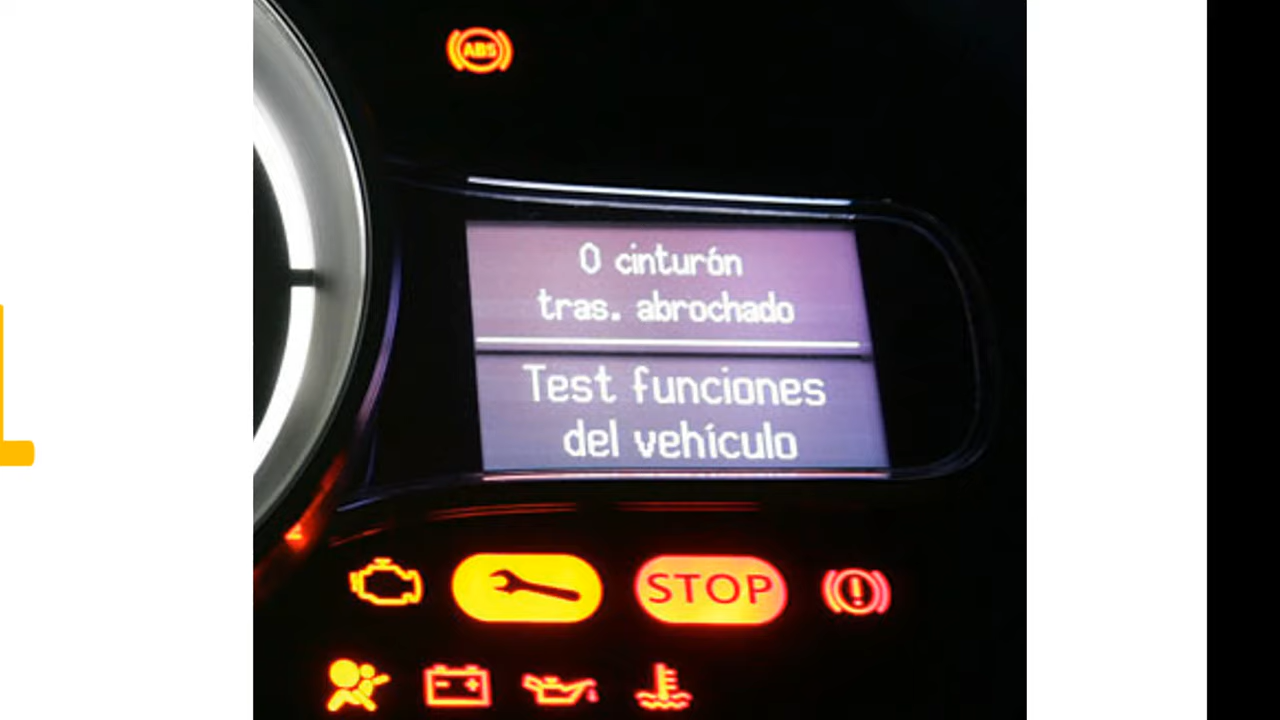 ABS
0 cinturón
tras. abrochado
Test funciones
del vehículo
STOP